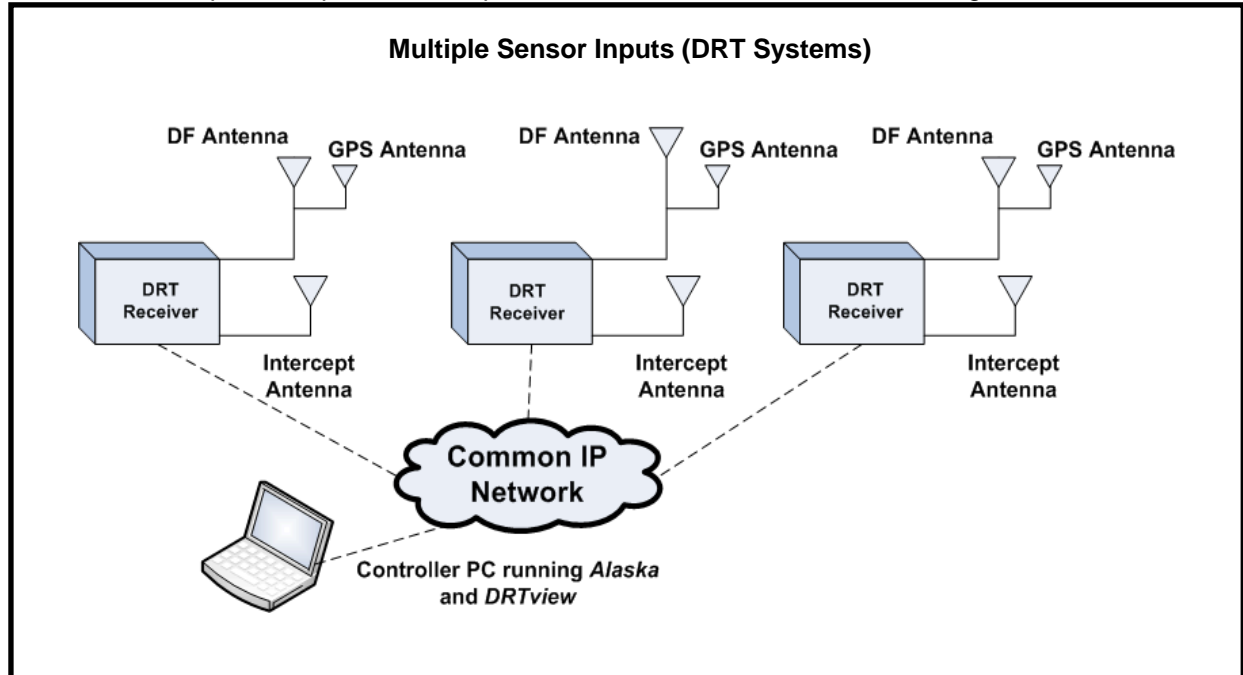 Multiple Sensor Inputs (DRT Systems)
DF Antenna
GPS Antenna
DF Antenna
GPS Antenna
DF Antenna
GPS Antenna
DRT
Receiver
DRT
Receiver
DRT
Receiver
Intercept
Antenna
Intercept
Antenna
Intercept
Antenna
Common IP
Network
Controller PC running Alaska
and DRTview